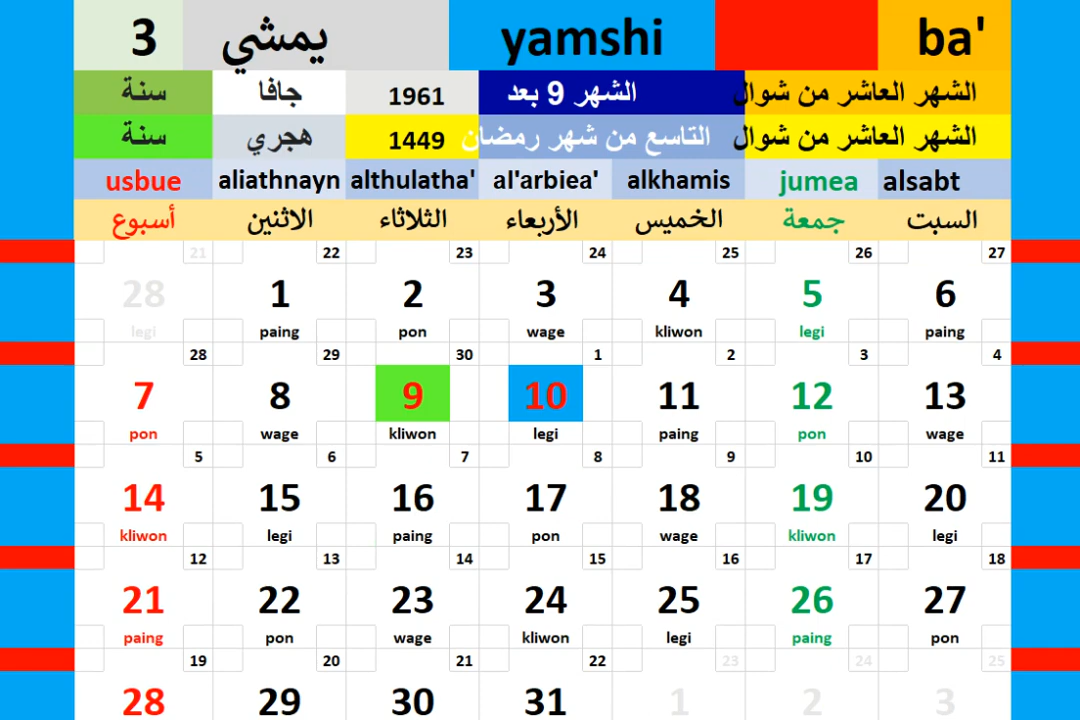 3 يمشي yamshi ba'
سنة جافا 1961 الشهر 9 بعد الشهر العاشر من شوال
سنة هجري 1449 التاسع من شهر رمضان الشهر العاشر من شوال
usbue aliathnayn althulatha' al'arbiea' alkhamis jumea alsabt
أسبوع الاثنين الثلاثاء الأربعاء الخميس جمعة السبت
21 22 23 24 25 26 27
28 1 2 3 4 5 6
legi paing pon wage kliwon legi paing
28 29 30 1 2 3 4
7 8 9 10 11 12 13
pon wage kliwon legi paing pon wage
5 6 7 8 9 10 11
14 15 16 17 18 19 20
kliwon legi paing pon wage kliwon legi
12 13 14 15 16 17 18
21 22 23 24 25 26 27
paing pon wage kliwon legi paing pon
19 20 21 22 23 24 25
28 29 30 31 1 2 3